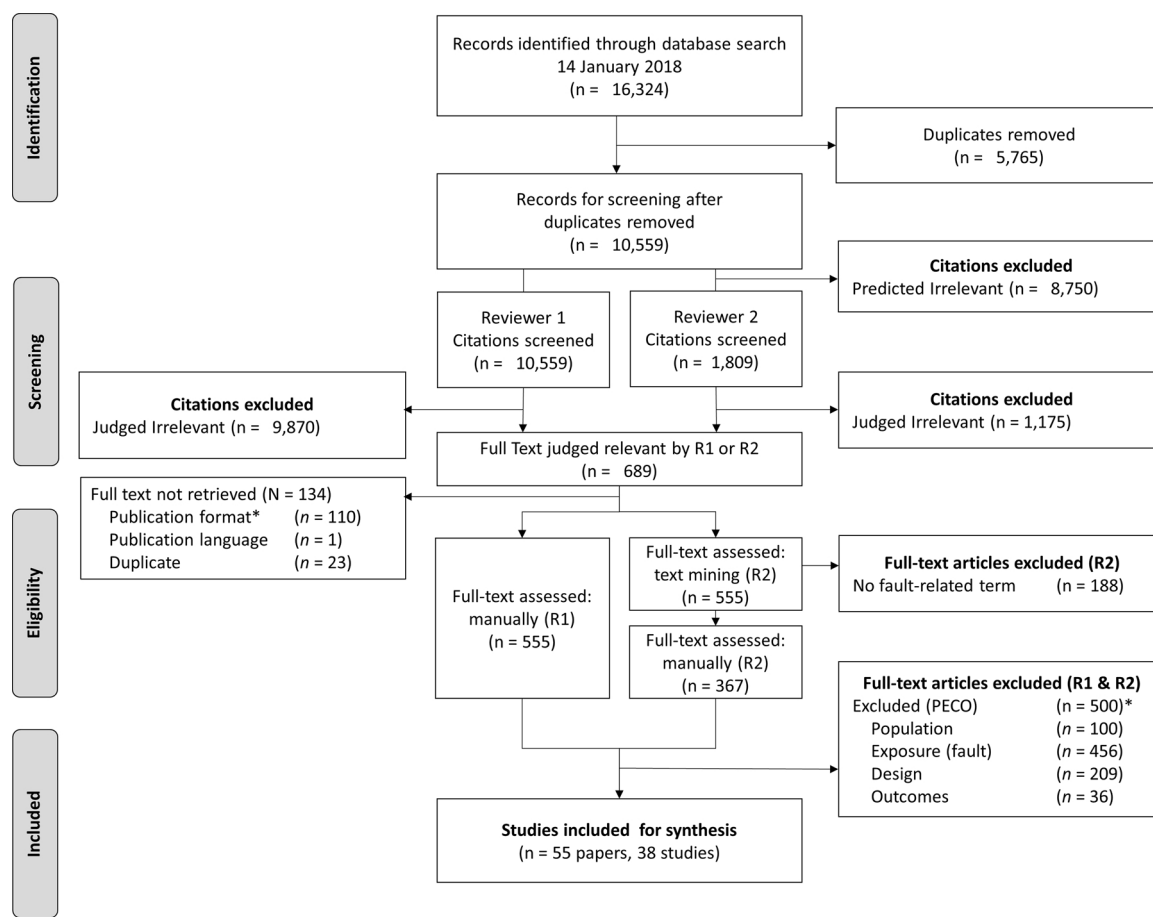 Identification
Records identified through database search
14 January 2018
(n = 16,324)
Duplicates removed
(n = 5,765)
Records for screening after
duplicates removed
(n = 10,559)
Screening
Citations excluded
Predicted Irrelevant (n = 8,750)
Reviewer 1
Citations screened
(n = 10,559)
Reviewer 2
Citations screened
(n = 1,809)
Citations excluded
Judged Irrelevant (n = 9,870)
Citations excluded
Judged Irrelevant (n = 1,175)
Full Text judged relevant by R1 or R2
(n = 689)
Eligibility
Full text not retrieved (N = 134)
Publication format* (n = 110)
Publication language (n = 1)
Duplicate (n = 23)
Full-text assessed:
manually (R1)
(n = 555)
Full-text assessed:
text mining (R2)
(n = 555)
Full-text articles excluded (R2)
No fault-related term (n = 188)
Full-text assessed:
manually (R2)
(n = 367)
Full-text articles excluded (R1 & R2)
Excluded (PECO) (n = 500)*
Population (n = 100)
Exposure (fault) (n = 456)
Design (n = 209)
Outcomes (n = 36)
Included
Studies included for synthesis
(n = 55 papers, 38 studies)